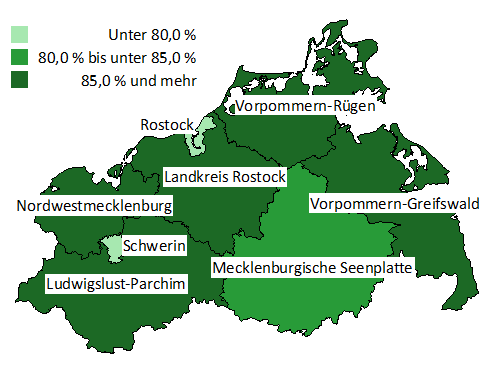 Unter 80,0 %
80,0 % bis unter 85,0 %
85,0 % und mehr
Vorpommern-Rügen
Rostock
Landkreis Rostock
Nordwestmecklenburg
Vorpommern-Greifswald
Schwerin
Mecklenburgische Seenplatte
Ludwigslust-Parchim